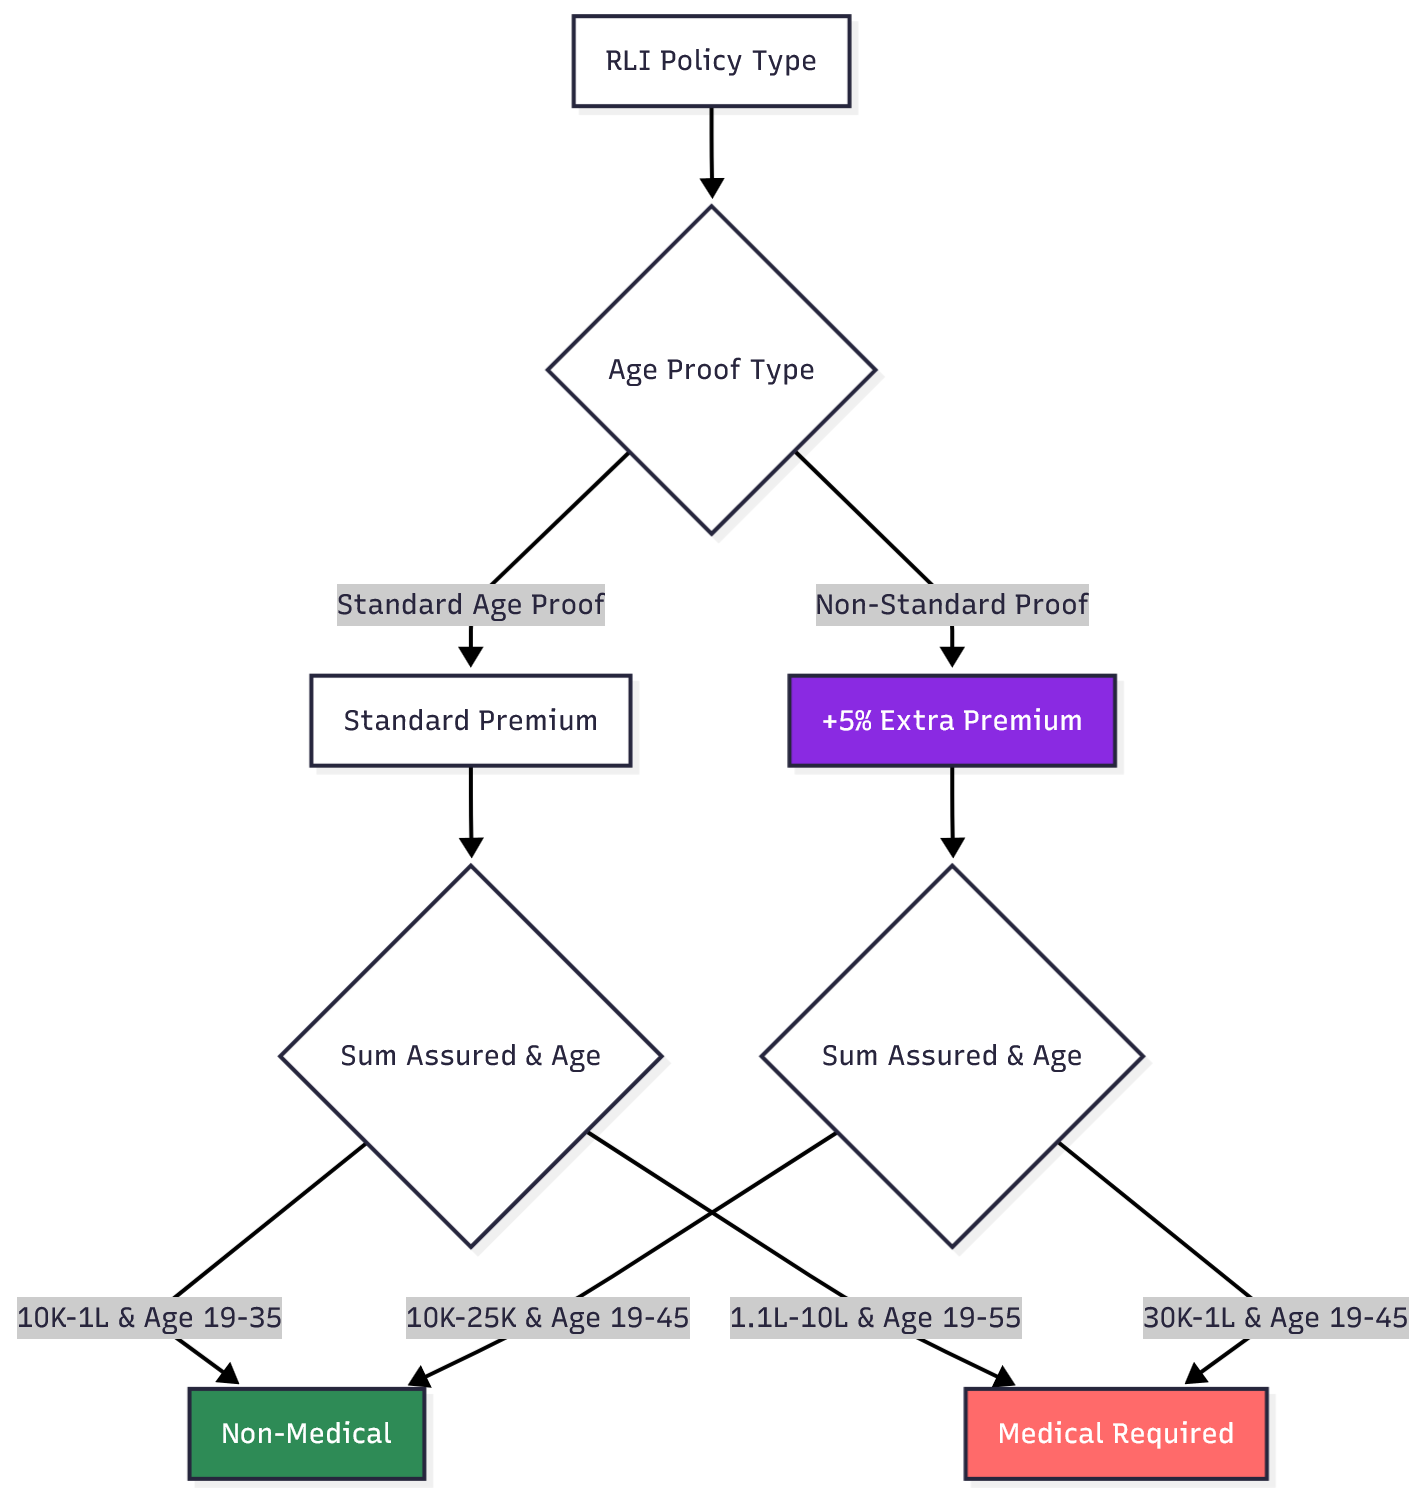 RLI Policy Type
Age Proof Type
Standard Age Proof
Non-Standard Proof
Standard Premium
+5% Extra Premium
Sum Assured & Age
Sum Assured & Age
10K-1L & Age 19-35
10K-25K & Age 19-45
1.1L-10L & Age 19-55
30K-1L & Age 19-45
Non-Medical
Medical Required